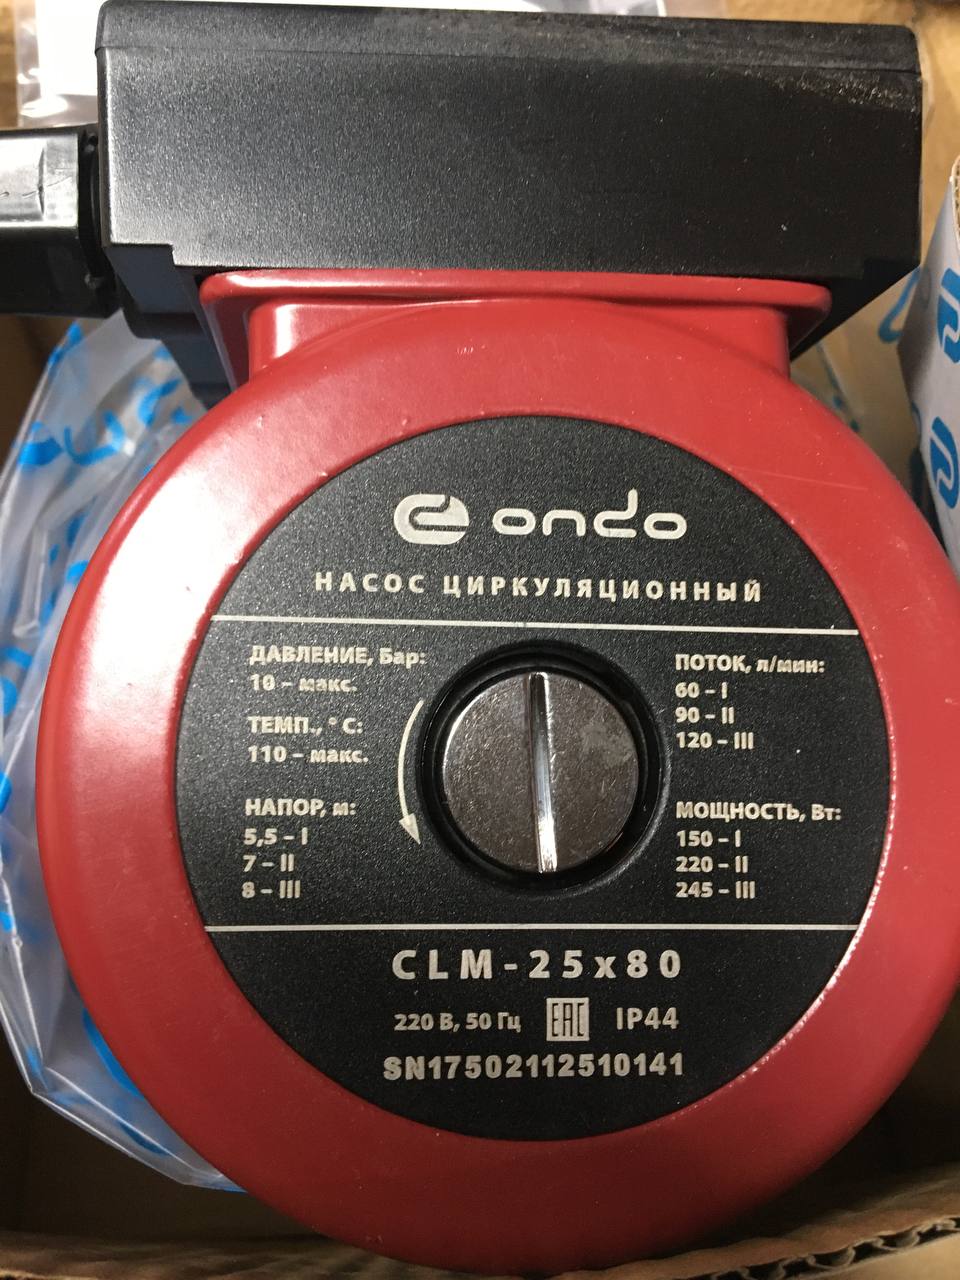 ondo
НАСОС ЦИРКУЛЯЦИОННЫЙ
ДАВЛЕНИЕ, Бар:
10 – макс.
ТЕМП., ° С:
110 – макс.
НАПОР, м:
5,5 – I
7 – II
8 – III
ПОТОК, л/мин:
60 – I
90 – II
120 – III
МОЩНОСТЬ, Вт:
150 – I
220 – II
245 – III
CLM-25x80
220 В, 50 Гц EAC IP44
SN17502112510141